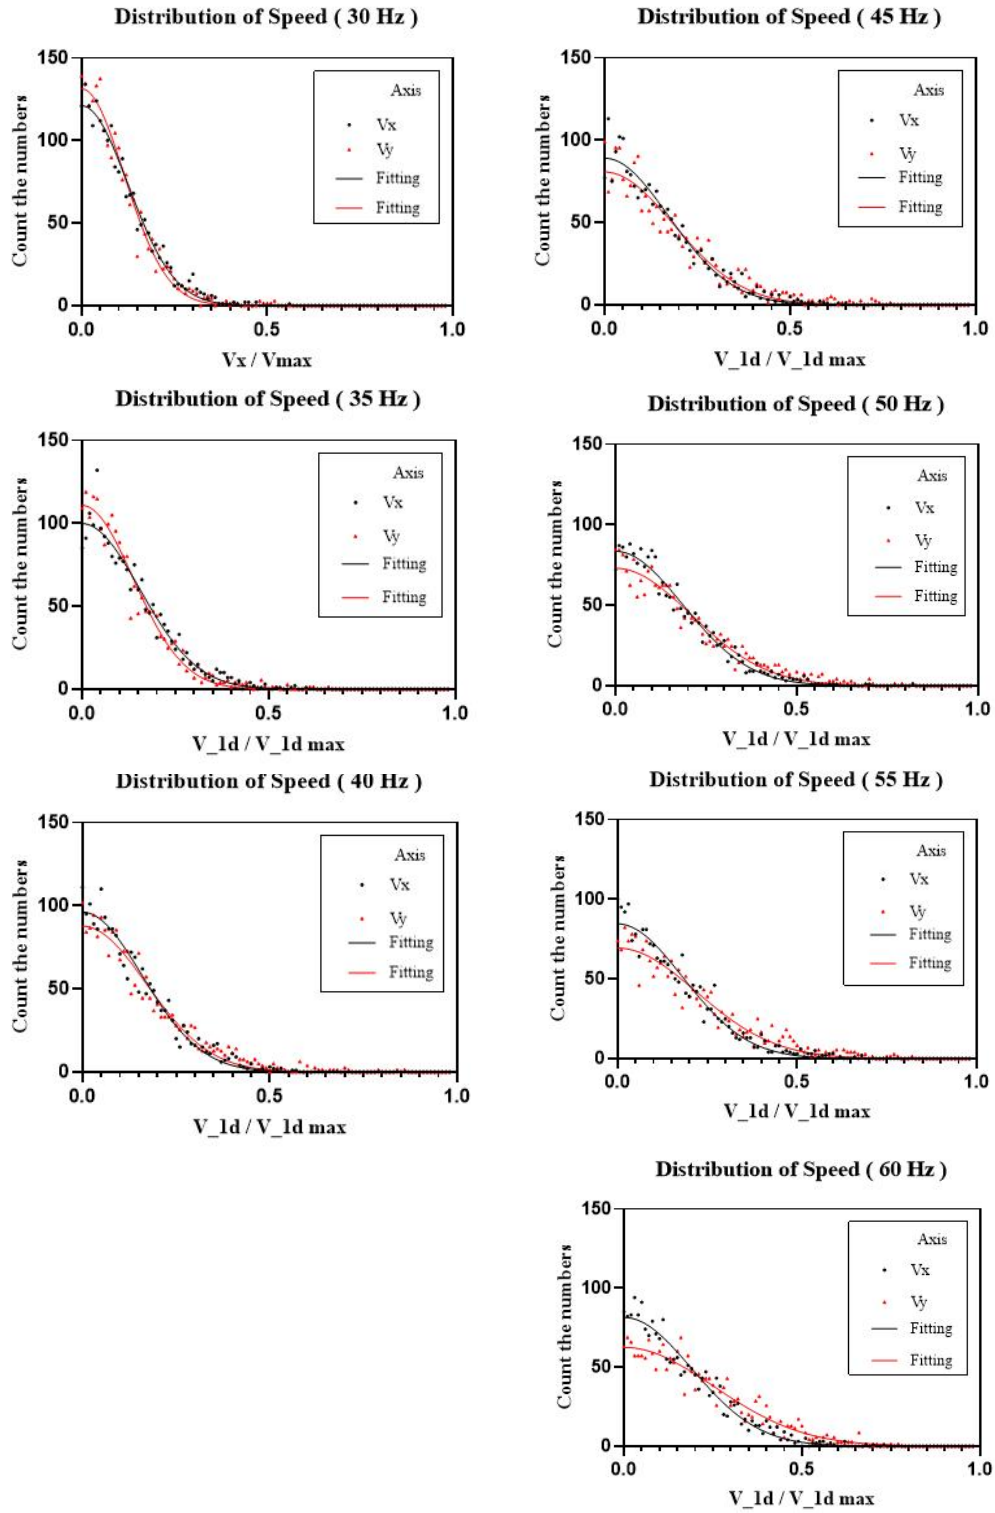 Distribution of Speed ( 30 Hz )
150
100
50
0
0.0
0.5
1.0
Count the numbers
Vx / Vmax
Axis
Vx
Vy
Fitting
Fitting
Distribution of Speed ( 45 Hz )
150
100
50
0
0.0
0.5
1.0
Count the numbers
V_1d / V_1d max
Axis
Vx
Vy
Fitting
Fitting
Distribution of Speed ( 35 Hz )
150
100
50
0
0.0
0.5
1.0
Count the numbers
V_1d / V_1d max
Axis
Vx
Vy
Fitting
Fitting
Distribution of Speed ( 50 Hz )
150
100
50
0
0.0
0.5
1.0
Count the numbers
V_1d / V_1d max
Axis
Vx
Vy
Fitting
Fitting
Distribution of Speed ( 40 Hz )
150
100
50
0
0.0
0.5
1.0
Count the numbers
V_1d / V_1d max
Axis
Vx
Vy
Fitting
Fitting
Distribution of Speed ( 55 Hz )
150
100
50
0
0.0
0.5
1.0
Count the numbers
V_1d / V_1d max
Axis
Vx
Vy
Fitting
Fitting
Distribution of Speed ( 60 Hz )
150
100
50
0
0.0
0.5
1.0
Count the numbers
V_1d / V_1d max
Axis
Vx
Vy
Fitting
Fitting